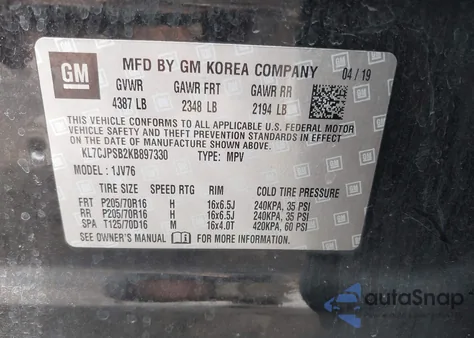 GM
MFD BY GM KOREA COMPANY
04 / 19
GVWR GAWR FRT GAWR RR
4387 LB 2348 LB 2194 LB
THIS VEHICLE CONFORMS TO ALL APPLICABLE U.S. FEDERAL MOTOR
VEHICLE SAFETY AND THEFT PREVENTION STANDARDS IN EFFECT ON THE DATE
OF MANUFACTURE SHOWN ABOVE.
KL7CJPSB2KB897330 TYPE: MPV
MODEL : 1JV76
TIRE SIZE SPEED RTG RIM COLD TIRE PRESSURE
FRT P205/70R16 H 16x6.5J 240KPA, 35 PSI
RR P205/70R16 H 16x6.5J 240KPA, 35 PSI
SPA T125/70D16 M 16x4.0T 420KPA, 60 PSI
SEE OWNER'S MANUAL FOR MORE INFORMATION.
autoSnap